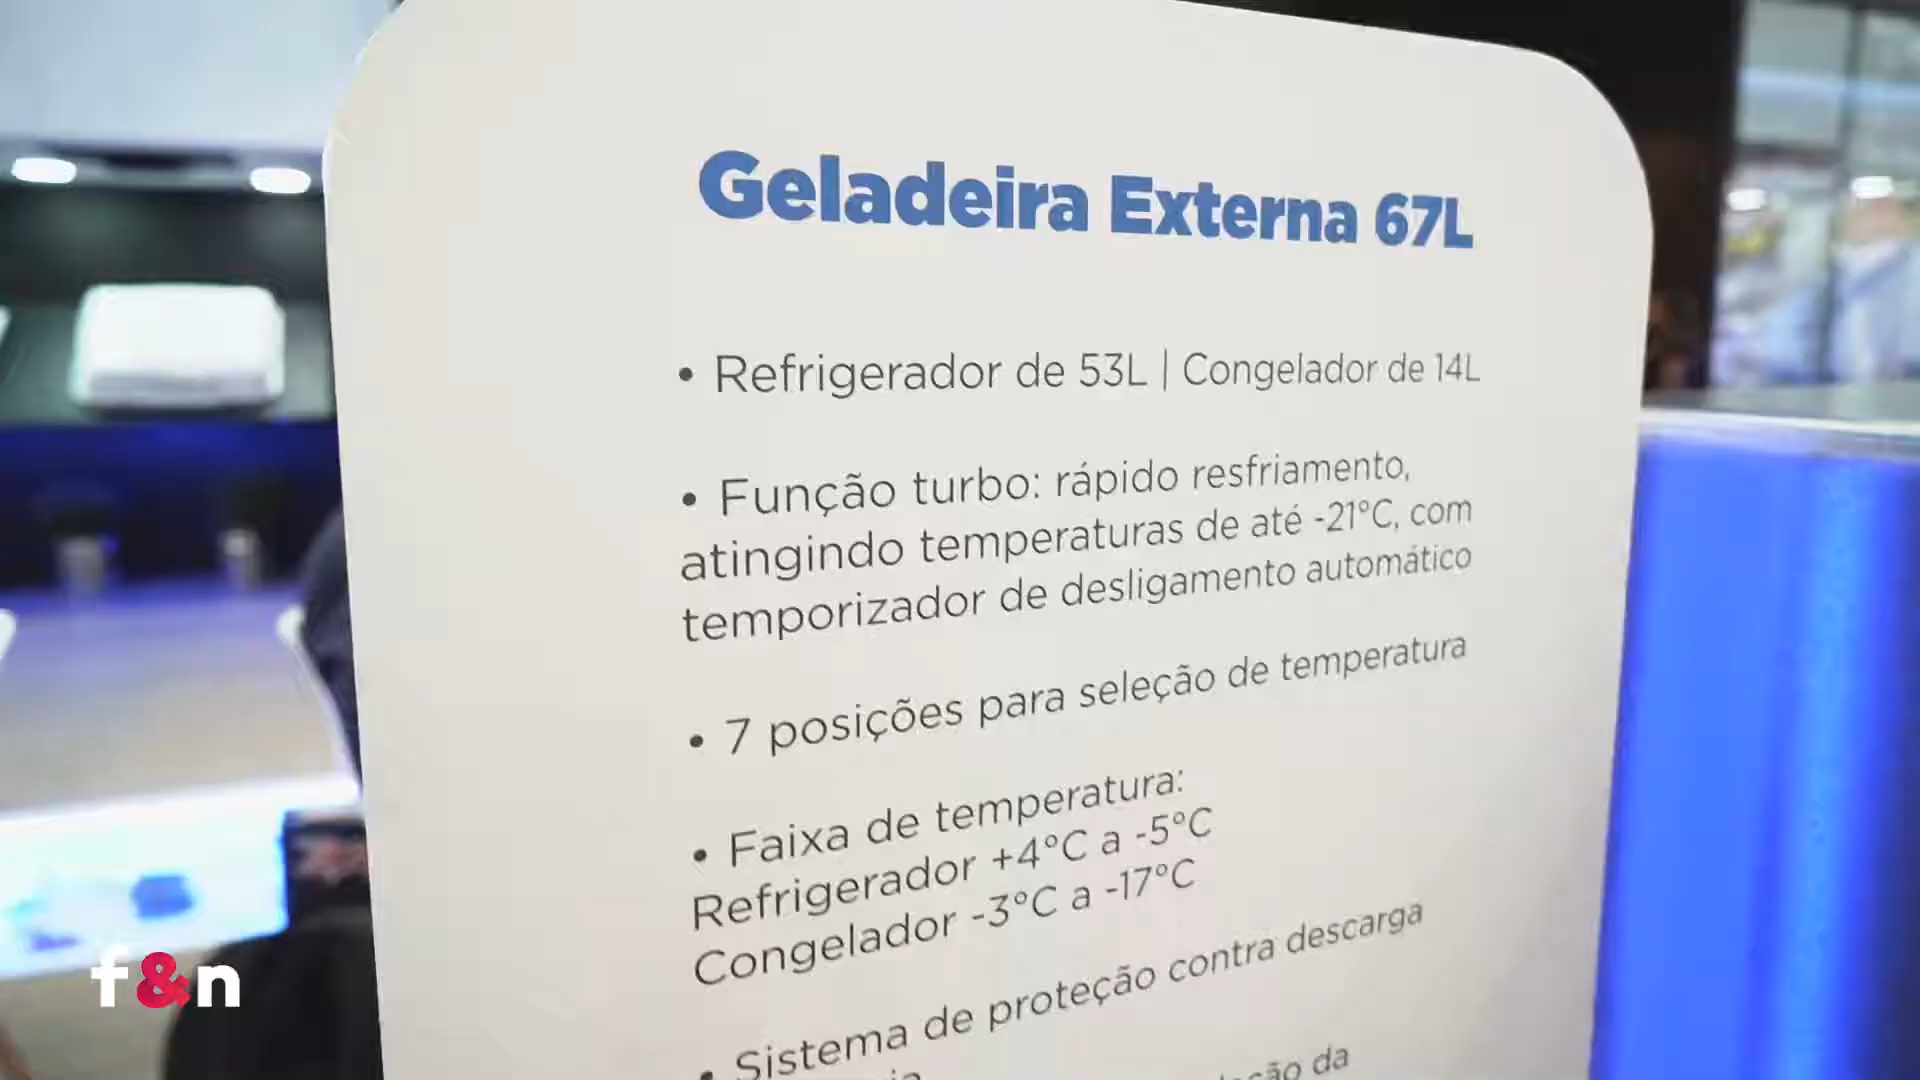 Geladeira Externa 67L
• Refrigerador de 53L | Congelador de 14L
• Função turbo: rápido resfriamento,
atingindo temperaturas de até -21°C, com
temporizador de desligamento automático
• 7 posições para seleção de temperatura
• Faixa de temperatura:
Refrigerador +4°C a -5°C
Congelador -3°C a -17°C
• Sistema de proteção contra descarga
da
f&n